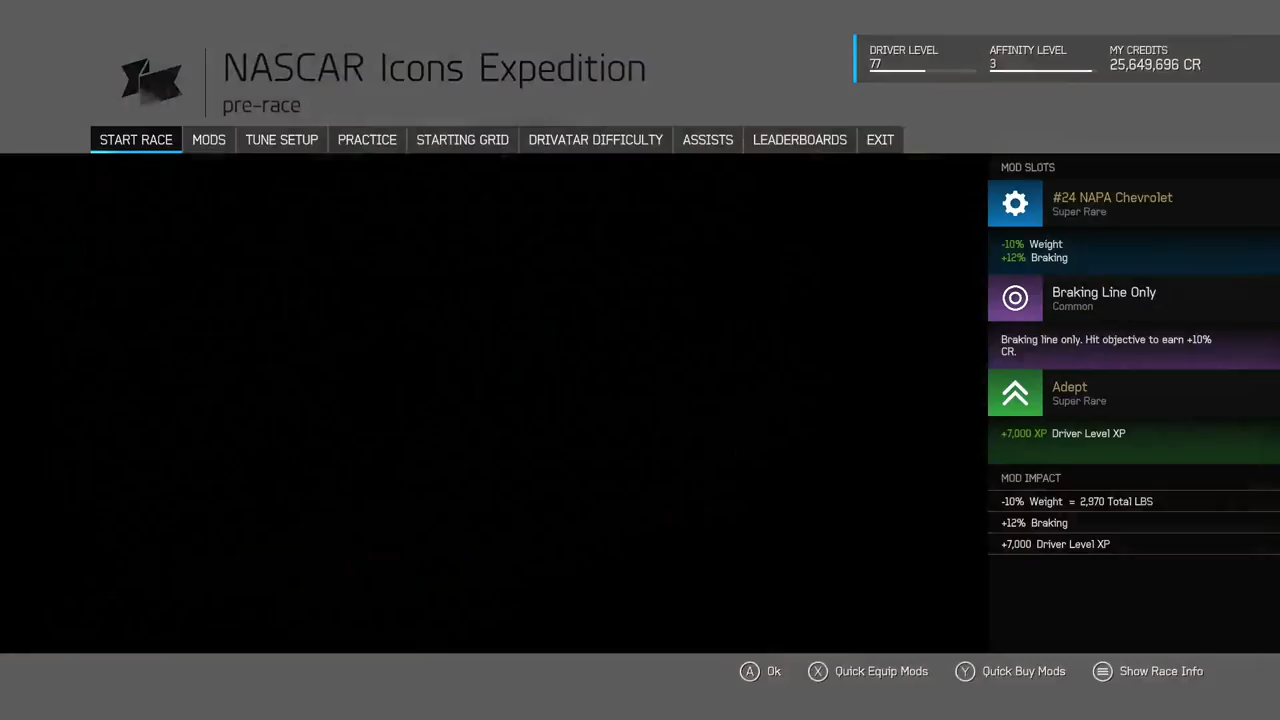 NASCAR Icons Expedition
pre-race
DRIVER LEVEL
77
AFFINITY LEVEL
3
MY CREDITS
25,649,696 CR
START RACE MODS TUNE SETUP PRACTICE STARTING GRID DRIVATAR DIFFICULTY ASSISTS LEADERBOARDS EXIT
MOD SLOTS
#24 NAPA Chevrolet
Super Rare
-10% Weight
+12% Braking
Braking Line Only
Common
Braking line only. Hit objective to earn +10%
CR.
Adept
Super Rare
+7,000 XP Driver Level XP
MOD IMPACT
-10% Weight = 2,970 Total LBS
+12% Braking
+7,000 Driver Level XP
A Ok X Quick Equip Mods Y Quick Buy Mods Show Race Info